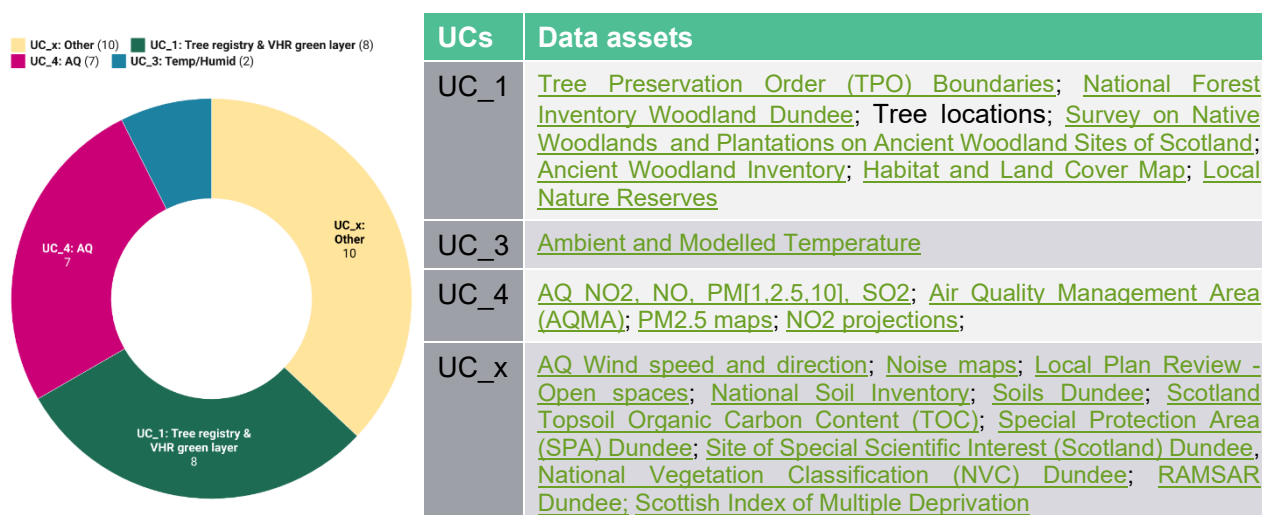 UC_x: Other (10) UC_1: Tree registry & VHR green layer (8)
UC_4: AQ (7) UC_3: Temp/Humid (2)
UC_x:
Other
10
UC_4: AQ
7
UC_1: Tree registry &
VHR green layer
8
UCs Data assets
UC_1 Tree Preservation Order (TPO) Boundaries; National Forest
Inventory Woodland Dundee; Tree locations; Survey on Native
Woodlands and Plantations on Ancient Woodland Sites of Scotland;
Ancient Woodland Inventory; Habitat and Land Cover Map; Local
Nature Reserves
UC_3 Ambient and Modelled Temperature
UC_4 AQ NO2, NO, PM[1,2.5,10], SO2; Air Quality Management Area
(AQMA); PM2.5 maps; NO2 projections;
UC_x AQ Wind speed and direction; Noise maps; Local Plan Review -
Open spaces; National Soil Inventory; Soils Dundee; Scotland
Topsoil Organic Carbon Content (TOC); Special Protection Area
(SPA) Dundee; Site of Special Scientific Interest (Scotland) Dundee,
National Vegetation Classification (NVC) Dundee; RAMSAR
Dundee; Scottish Index of Multiple Deprivation